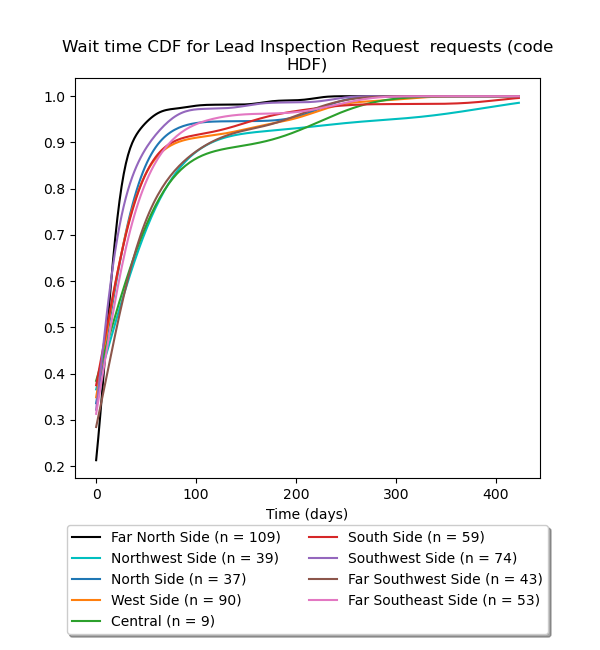 Wait time CDF for Lead Inspection Request  requests (code
HDF)
1.0
0.9
0.8
0.7
0.6
0.5
0.4
0.3
0.2
0 100 200 300 400
Time (days)
Far North Side (n = 109)
Northwest Side (n = 39)
North Side (n = 37)
West Side (n = 90)
Central (n = 9)
South Side (n = 59)
Southwest Side (n = 74)
Far Southwest Side (n = 43)
Far Southeast Side (n = 53)